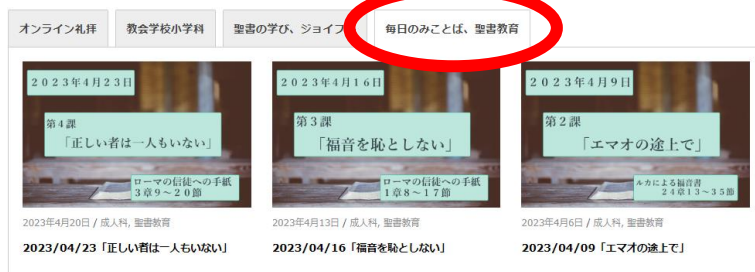 オンライン礼拝
教会学校小学科
聖書の学び、ジョイフ
毎日のみことば、聖書教育
2023年4月23日
第4課
「正しい者は一人もいない」
ローマの信徒への手紙
3章9～20節
2023年4月20日 / 成人科, 聖書教育
2023/04/23「正しい者は一人もいない」
2023年4月16日
第3課
「福音を恥としない」
ローマの信徒への手紙
1章8～17節
2023年4月13日 / 成人科, 聖書教育
2023/04/16「福音を恥としない」
2023年4月9日
第2課
「エマオの途上で」
ルカによる福音書
24章13～35節
2023年4月6日 / 成人科, 聖書教育
2023/04/09「エマオの途上で」